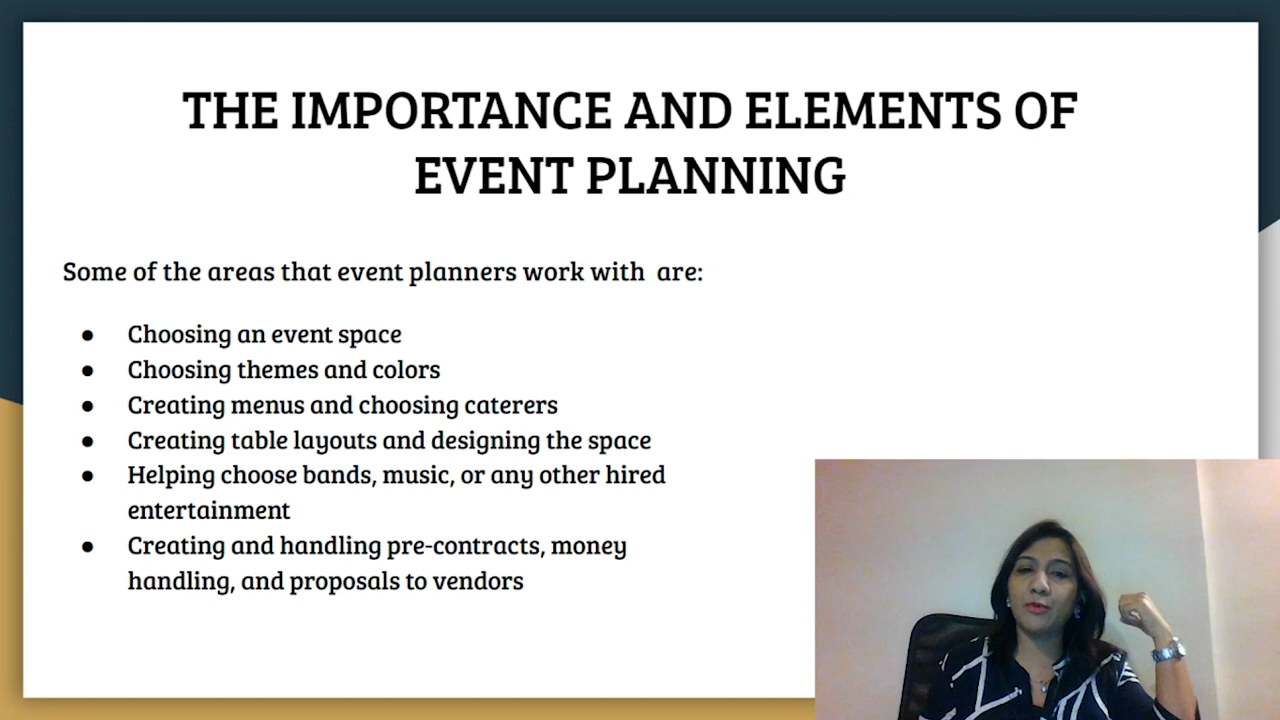 THE IMPORTANCE AND ELEMENTS OF
EVENT PLANNING
Some of the areas that event planners work with  are:
● Choosing an event space
● Choosing themes and colors
● Creating menus and choosing caterers
● Creating table layouts and designing the space
● Helping choose bands, music, or any other hired
entertainment
● Creating and handling pre-contracts, money
handling, and proposals to vendors